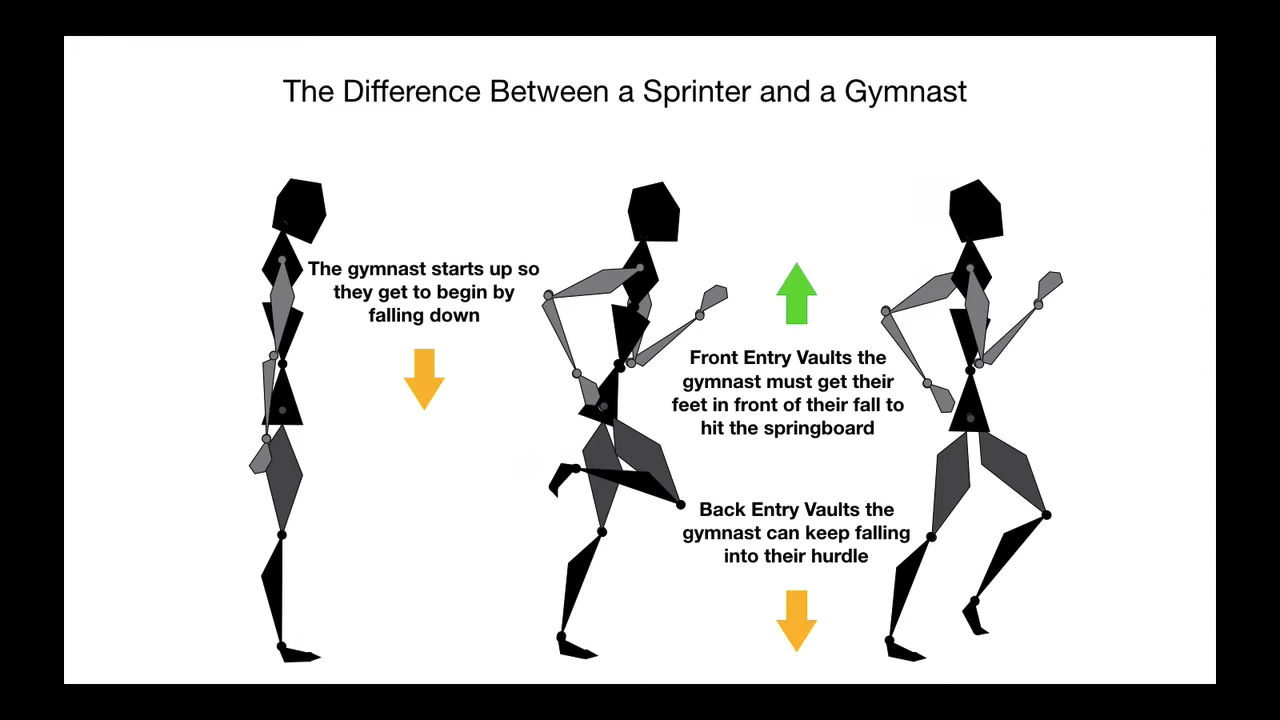 The Difference Between a Sprinter and a Gymnast
The gymnast starts up so
they get to begin by
falling down
Front Entry Vaults the
gymnast must get their
feet in front of their fall to
hit the springboard
Back Entry Vaults the
gymnast can keep falling
into their hurdle